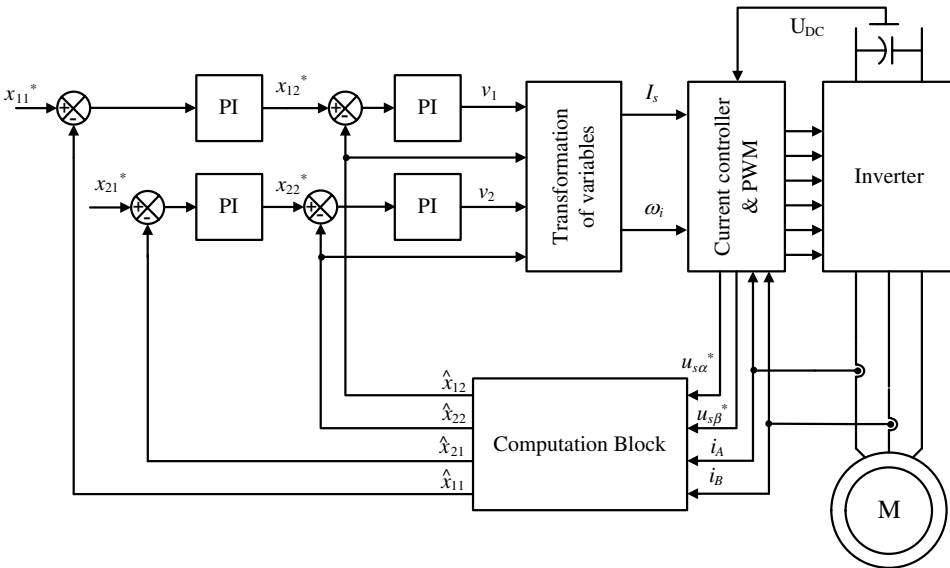 U_DC
x₁₁*
+
-
PI
x₁₂*
+
-
PI
v₁
I_s
x₂₁*
+
-
PI
x₂₂*
+
-
PI
v₂
ω_i
Transformation
of variables
Current controller
& PWM
Inverter
x̂₁₂
x̂₂₂
x̂₂₁
x̂₁₁
Computation Block
u_sα*
u_sβ*
i_A
i_B
M